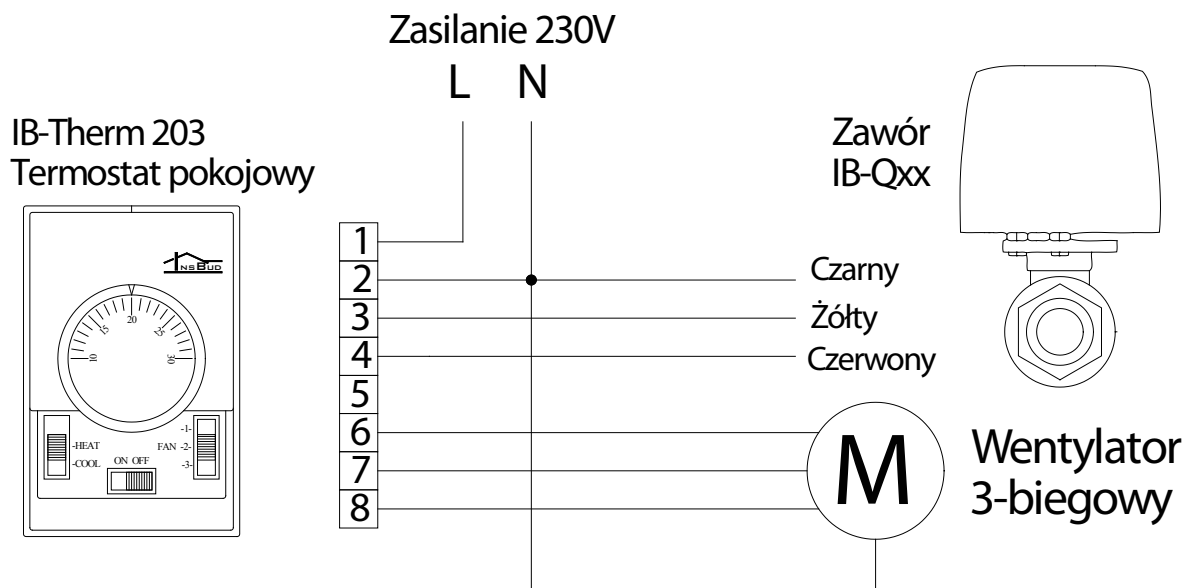 Zasilanie 230V
L N
IB-Therm 203
Termostat pokojowy
Zawór
IB-Qxx
INSBUD
10 15 20 25 30
-HEAT
-COOL
ON OFF
FAN
-1-
-2-
-3-
1
2
3
4
5
6
7
8
Czarny
Żółty
Czerwony
M
Wentylator
3-biegowy